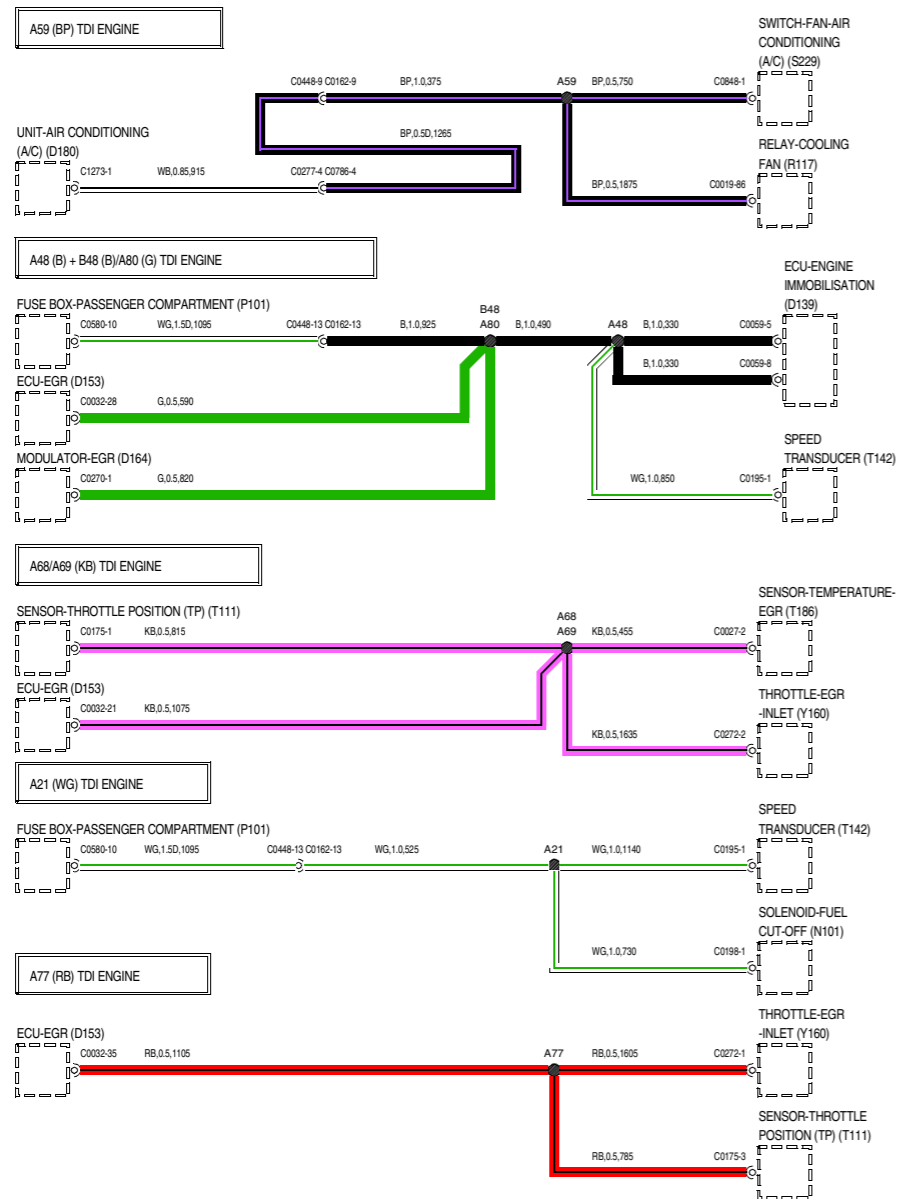 A59 (BP) TDI ENGINE
SWITCH-FAN-AIR
CONDITIONING
(A/C) (S229)
C0448-9 C0162-9
BP,1.0,375
A59
BP,0.5,750
C0848-1
UNIT-AIR CONDITIONING
(A/C) (D180)
BP,0.5D,1265
RELAY-COOLING
FAN (R117)
C1273-1
WB,0.85,915
C0277-4 C0786-4
BP,0.5,1875
C0019-86
A48 (B) + B48 (B)/A80 (G) TDI ENGINE
ECU-ENGINE
IMMOBILISATION
(D139)
FUSE BOX-PASSENGER COMPARTMENT (P101)
B48
C0580-10
WG,1.5D,1095
C0448-13 C0162-13
B,1.0,925
A80
B,1.0,490
A48
B,1.0,330
C0059-5
B,1.0,330
C0059-8
ECU-EGR (D153)
C0032-28
G,0.5,590
SPEED
TRANSDUCER (T142)
MODULATOR-EGR (D164)
C0270-1
G,0.5,820
WG,1.0,850
C0195-1
A68/A69 (KB) TDI ENGINE
SENSOR-TEMPERATURE-
EGR (T186)
SENSOR-THROTTLE POSITION (TP) (T111)
A68
C0175-1
KB,0.5,815
A69
KB,0.5,455
C0027-2
ECU-EGR (D153)
THROTTLE-EGR
-INLET (Y160)
C0032-21
KB,0.5,1075
KB,0.5,1635
C0272-2
A21 (WG) TDI ENGINE
SPEED
TRANSDUCER (T142)
FUSE BOX-PASSENGER COMPARTMENT (P101)
C0580-10
WG,1.5D,1095
C0448-13 C0162-13
WG,1.0,525
A21
WG,1.0,1140
C0195-1
SOLENOID-FUEL
CUT-OFF (N101)
WG,1.0,730
C0198-1
A77 (RB) TDI ENGINE
THROTTLE-EGR
-INLET (Y160)
ECU-EGR (D153)
C0032-35
RB,0.5,1105
A77
RB,0.5,1605
C0272-1
SENSOR-THROTTLE
POSITION (TP) (T111)
RB,0.5,785
C0175-3